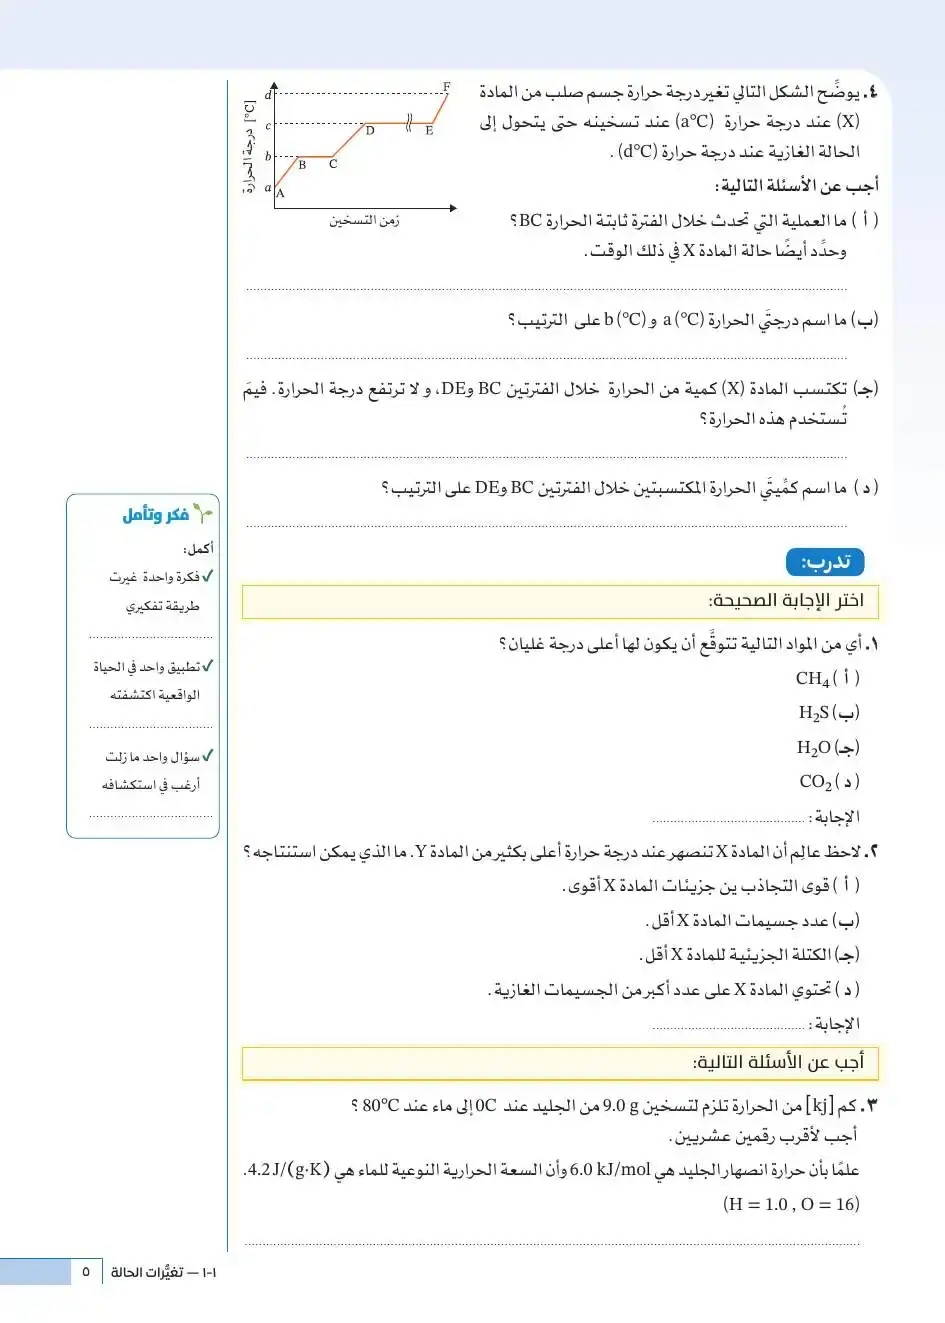 ٤. يوضِّح الشكل التالي تغير درجة حرارة جسم صلب من المادة
(X) عند درجة حرارة (a°C) عند تسخينه حتى يتحول إلى
الحالة الغازية عند درجة حرارة (d°C) .
أجب عن الأسئلة التالية:
درجة الحرارة [°C]
d
c
b
a
A
B
C
D
E
F
زمن التسخين
( أ ) ما العملية التي تحدث خلال الفترة ثابتة الحرارة BC؟
وحدِّد أيضًا حالة المادة X في ذلك الوقت.
(ب) ما اسم درجتَي الحرارة a (°C) و b (°C) على الترتيب؟
(جـ) تكتسب المادة (X) كمية من الحرارة خلال الفترتين BC وDE، و لا ترتفع درجة الحرارة. فيمَ
تُستخدم هذه الحرارة؟
( د ) ما اسم كمِّيتَي الحرارة المكتسبتين خلال الفترتين BC وDE على الترتيب؟
تدرب:
اختر الإجابة الصحيحة:
١. أي من المواد التالية تتوقَّع أن يكون لها أعلى درجة غليان؟
( أ ) CH₄
(ب) H₂S
(جـ) H₂O
( د ) CO₂
الإجابة :
٢. لاحظ عالِم أن المادة X تنصهر عند درجة حرارة أعلى بكثير من المادة Y. ما الذي يمكن استنتاجه؟
( أ ) قوى التجاذب ين جزيئات المادة X أقوى.
(ب) عدد جسيمات المادة X أقل.
(جـ) الكتلة الجزيئية للمادة X أقل.
( د ) تحتوي المادة X على عدد أكبر من الجسيمات الغازية.
الإجابة :
أجب عن الأسئلة التالية:
٣. كم [kj] من الحرارة تلزم لتسخين 9.0 g من الجليد عند 0C إلى ماء عند 80°C ؟
أجب لأقرب رقمين عشريين.
علمًا بأن حرارة انصهار الجليد هي 6.0 kJ/mol وأن السعة الحرارية النوعية للماء هي 4.2 J/(g·K).
(H = 1.0 , O = 16)
فكر وتأمل
أكمل:
✓ فكرة واحدة غيرت
طريقة تفكيري
✓ تطبيق واحد في الحياة
الواقعية اكتشفته
✓ سؤال واحد ما زلت
أرغب في استكشافه
١-١ — تغيُّرات الحالة
٥